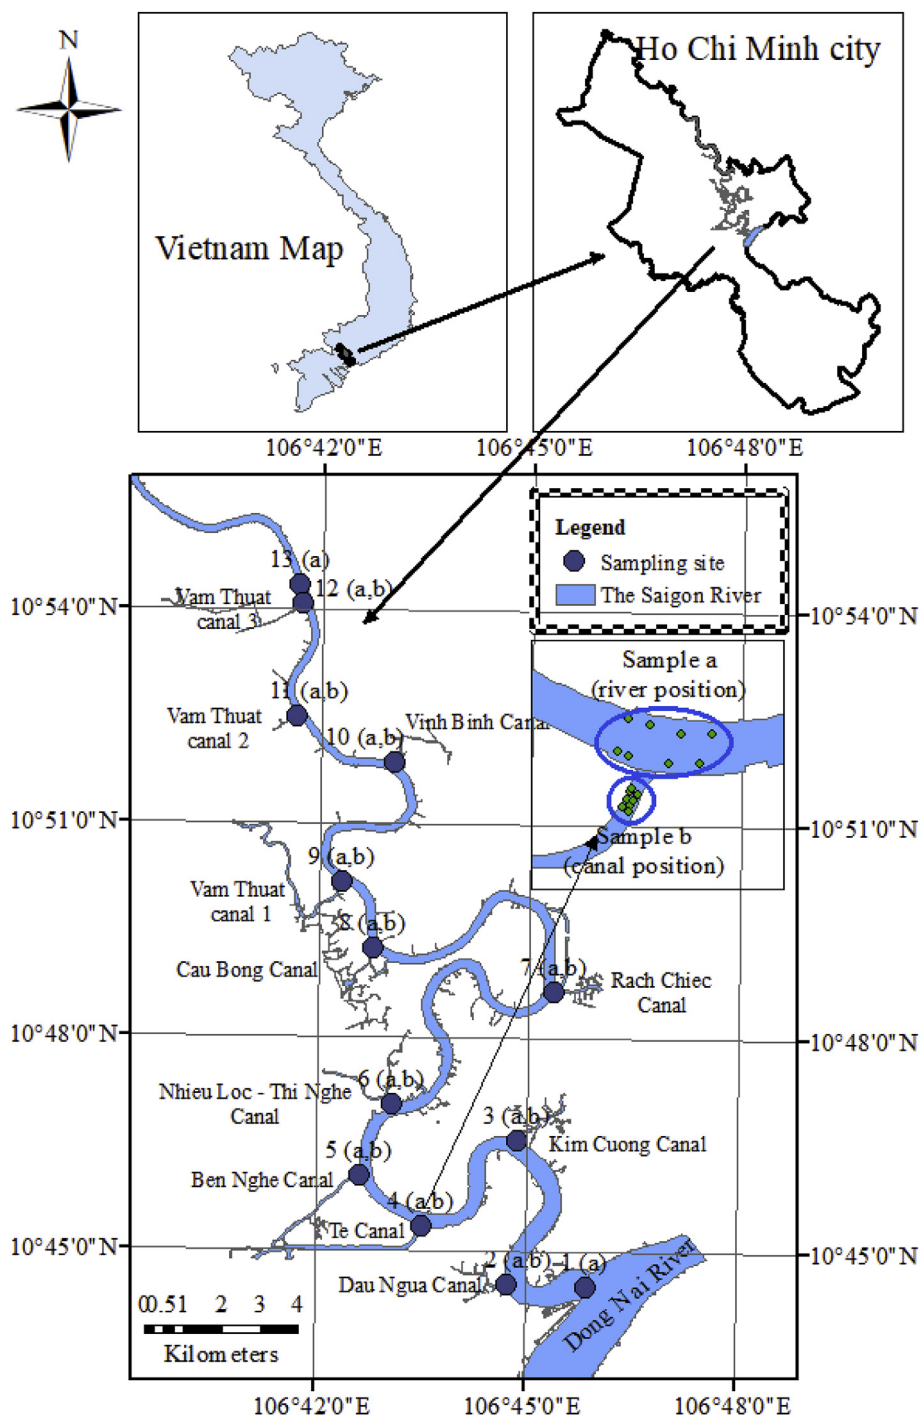 N
Ho Chi Minh city
Vietnam Map
106°42'0"E
106°45'0"E
106°48'0"E
Legend
Sampling site
The Saigon River
13 (a)
12 (a,b)
Vam Thuat
canal 3
10°54'0"N
10°54'0"N
Sample a
(river position)
11 (a,b)
Vam Thuat
canal 2
10 (a,b)
Vinh Binh Canal
10°51'0"N
10°51'0"N
Sample b
(canal position)
9 (a,b)
Vam Thuat
canal 1
8 (a,b)
Cau Bong Canal
7 (a,b)
Rach Chiec
Canal
10°48'0"N
10°48'0"N
6 (a,b)
Nhieu Loc - Thi Nghe
Canal
3 (a,b)
Kim Cuong Canal
5 (a,b)
Ben Nghe Canal
4 (a,b)
Te Canal
10°45'0"N
10°45'0"N
2 (a,b)
1 (a)
Dau Ngua Canal
Dong Nai River
0 0.5 1 2 3 4
Kilometers
106°42'0"E
106°45'0"E
106°48'0"E